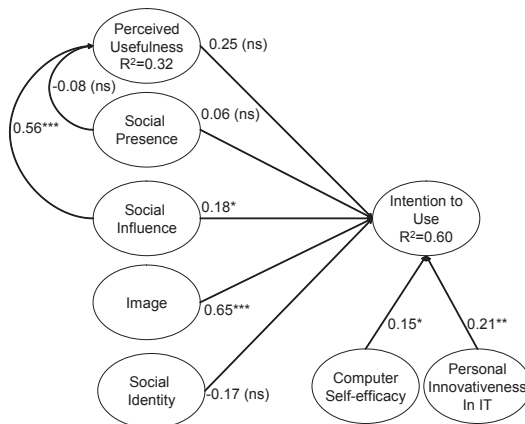 Perceived
Usefulness
R²=0.32
0.25 (ns)
-0.08 (ns)
Social
Presence
0.06 (ns)
0.56***
Social
Influence
0.18*
Intention to
Use
R²=0.60
Image
0.65***
0.15*
0.21**
Social
Identity
-0.17 (ns)
Computer
Self-efficacy
Personal
Innovativeness
In IT